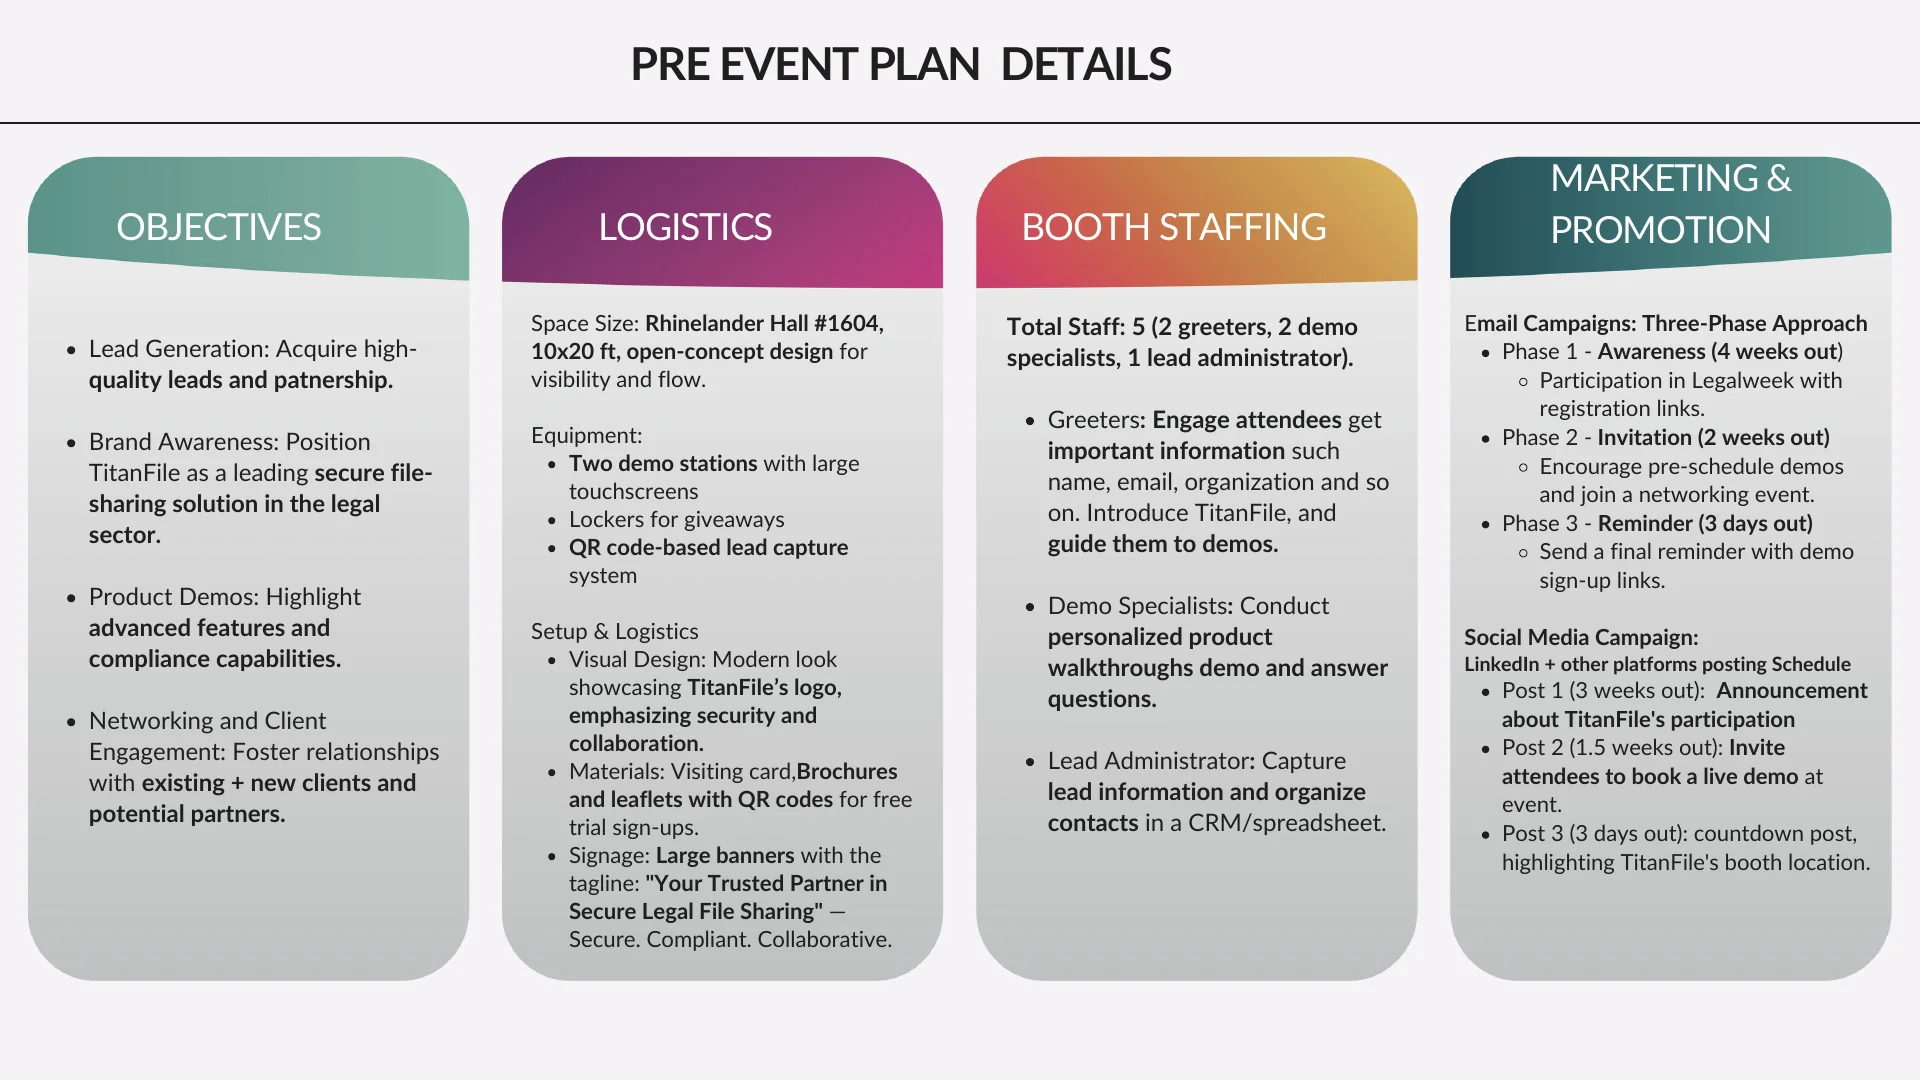 PRE EVENT PLAN  DETAILS
OBJECTIVES
• Lead Generation: Acquire high-
quality leads and patnership.
• Brand Awareness: Position
TitanFile as a leading secure file-
sharing solution in the legal
sector.
• Product Demos: Highlight
advanced features and
compliance capabilities.
• Networking and Client
Engagement: Foster relationships
with existing + new clients and
potential partners.
LOGISTICS
Space Size: Rhinelander Hall #1604,
10x20 ft, open-concept design for
visibility and flow.
Equipment:
• Two demo stations with large
touchscreens
• Lockers for giveaways
• QR code-based lead capture
system
Setup & Logistics
• Visual Design: Modern look
showcasing TitanFile’s logo,
emphasizing security and
collaboration.
• Materials: Visiting card,Brochures
and leaflets with QR codes for free
trial sign-ups.
• Signage: Large banners with the
tagline: "Your Trusted Partner in
Secure Legal File Sharing" —
Secure. Compliant. Collaborative.
BOOTH STAFFING
Total Staff: 5 (2 greeters, 2 demo
specialists, 1 lead administrator).
• Greeters: Engage attendees get
important information such
name, email, organization and so
on. Introduce TitanFile, and
guide them to demos.
• Demo Specialists: Conduct
personalized product
walkthroughs demo and answer
questions.
• Lead Administrator: Capture
lead information and organize
contacts in a CRM/spreadsheet.
MARKETING &
PROMOTION
Email Campaigns: Three-Phase Approach
• Phase 1 - Awareness (4 weeks out)
◦ Participation in Legalweek with
registration links.
• Phase 2 - Invitation (2 weeks out)
◦ Encourage pre-schedule demos
and join a networking event.
• Phase 3 - Reminder (3 days out)
◦ Send a final reminder with demo
sign-up links.
Social Media Campaign:
LinkedIn + other platforms posting Schedule
• Post 1 (3 weeks out):  Announcement
about TitanFile's participation
• Post 2 (1.5 weeks out): Invite
attendees to book a live demo at
event.
• Post 3 (3 days out): countdown post,
highlighting TitanFile's booth location.